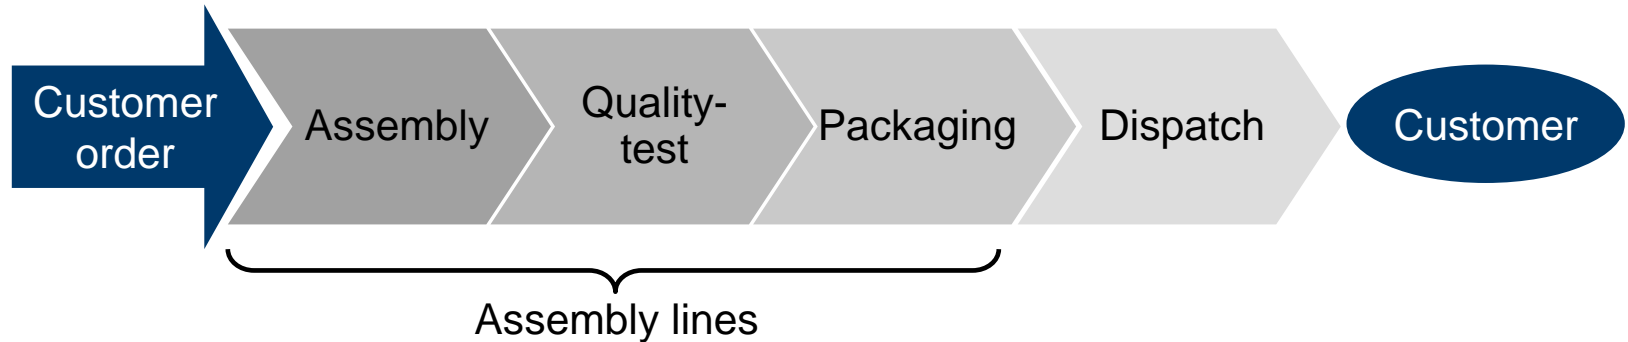 Customer
order
Assembly
Quality-
test
Packaging
Dispatch
Customer
Assembly lines